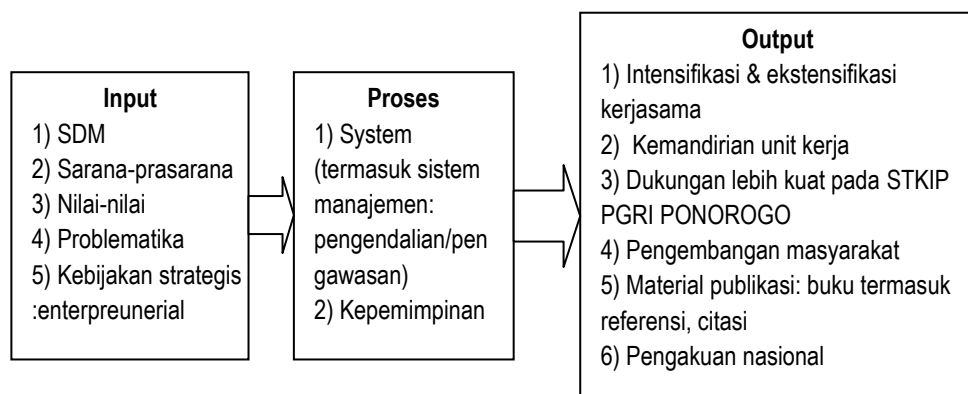 Input
1) SDM
2) Sarana-prasarana
3) Nilai-nilai
4) Problematika
5) Kebijakan strategis
:enterpreunerial
Proses
1) System
(termasuk sistem
manajemen:
pengendalian/pen
gawasan)
2) Kepemimpinan
Output
1) Intensifikasi & ekstensifikasi
kerjasama
2) Kemandirian unit kerja
3) Dukungan lebih kuat pada STKIP
PGRI PONOROGO
4) Pengembangan masyarakat
5) Material publikasi: buku termasuk
referensi, citasi
6) Pengakuan nasional